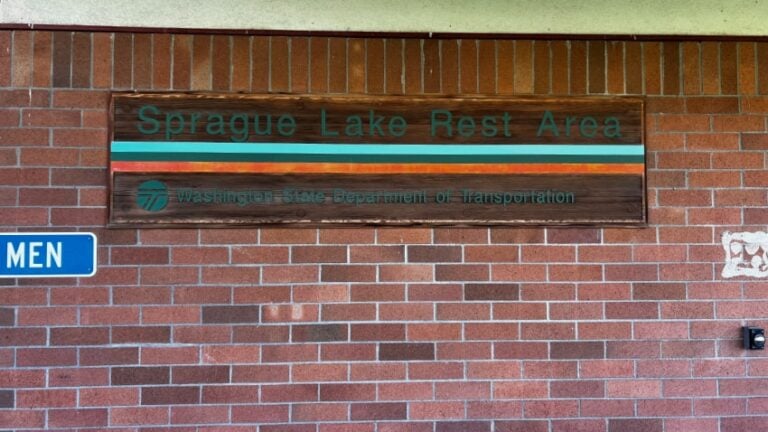 Sprague Lake Rest Area
Washington State Department of Transportation
MEN